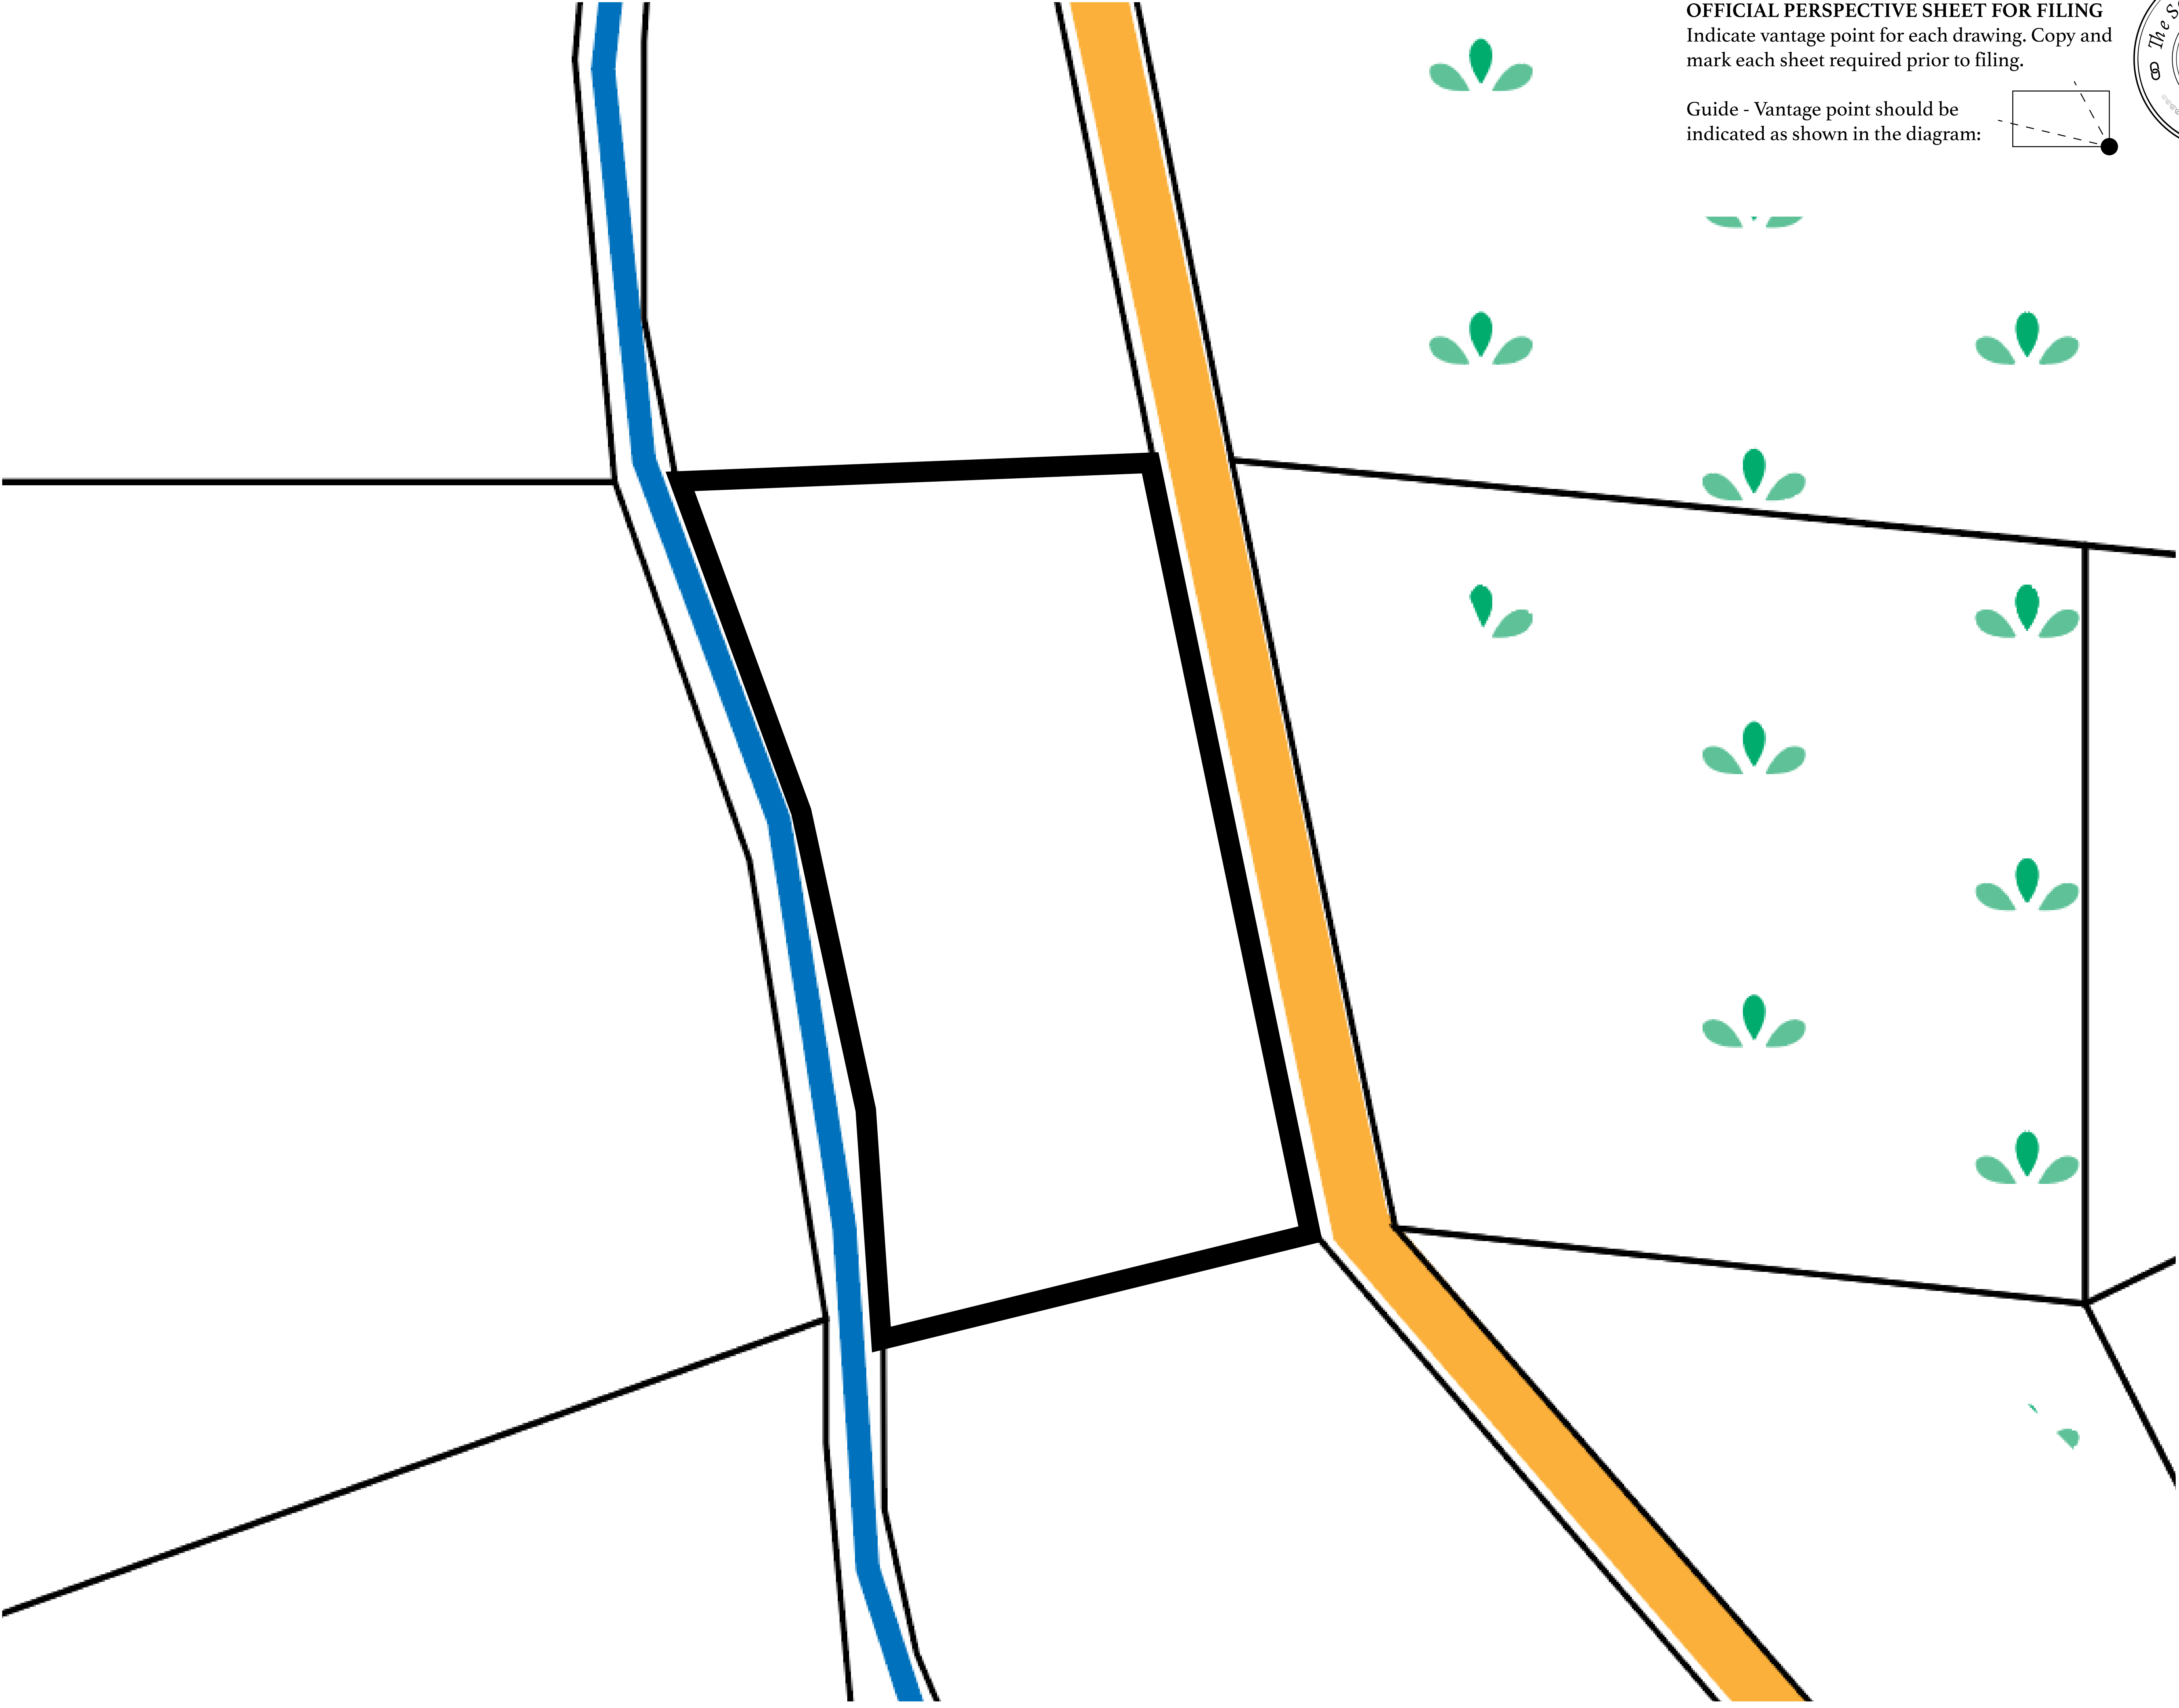 OFFICIAL PERSPECTIVE SHEET FOR FILING
Indicate vantage point for each drawing. Copy and
mark each sheet required prior to filing.
Guide - Vantage point should be
indicated as shown in the diagram:
The